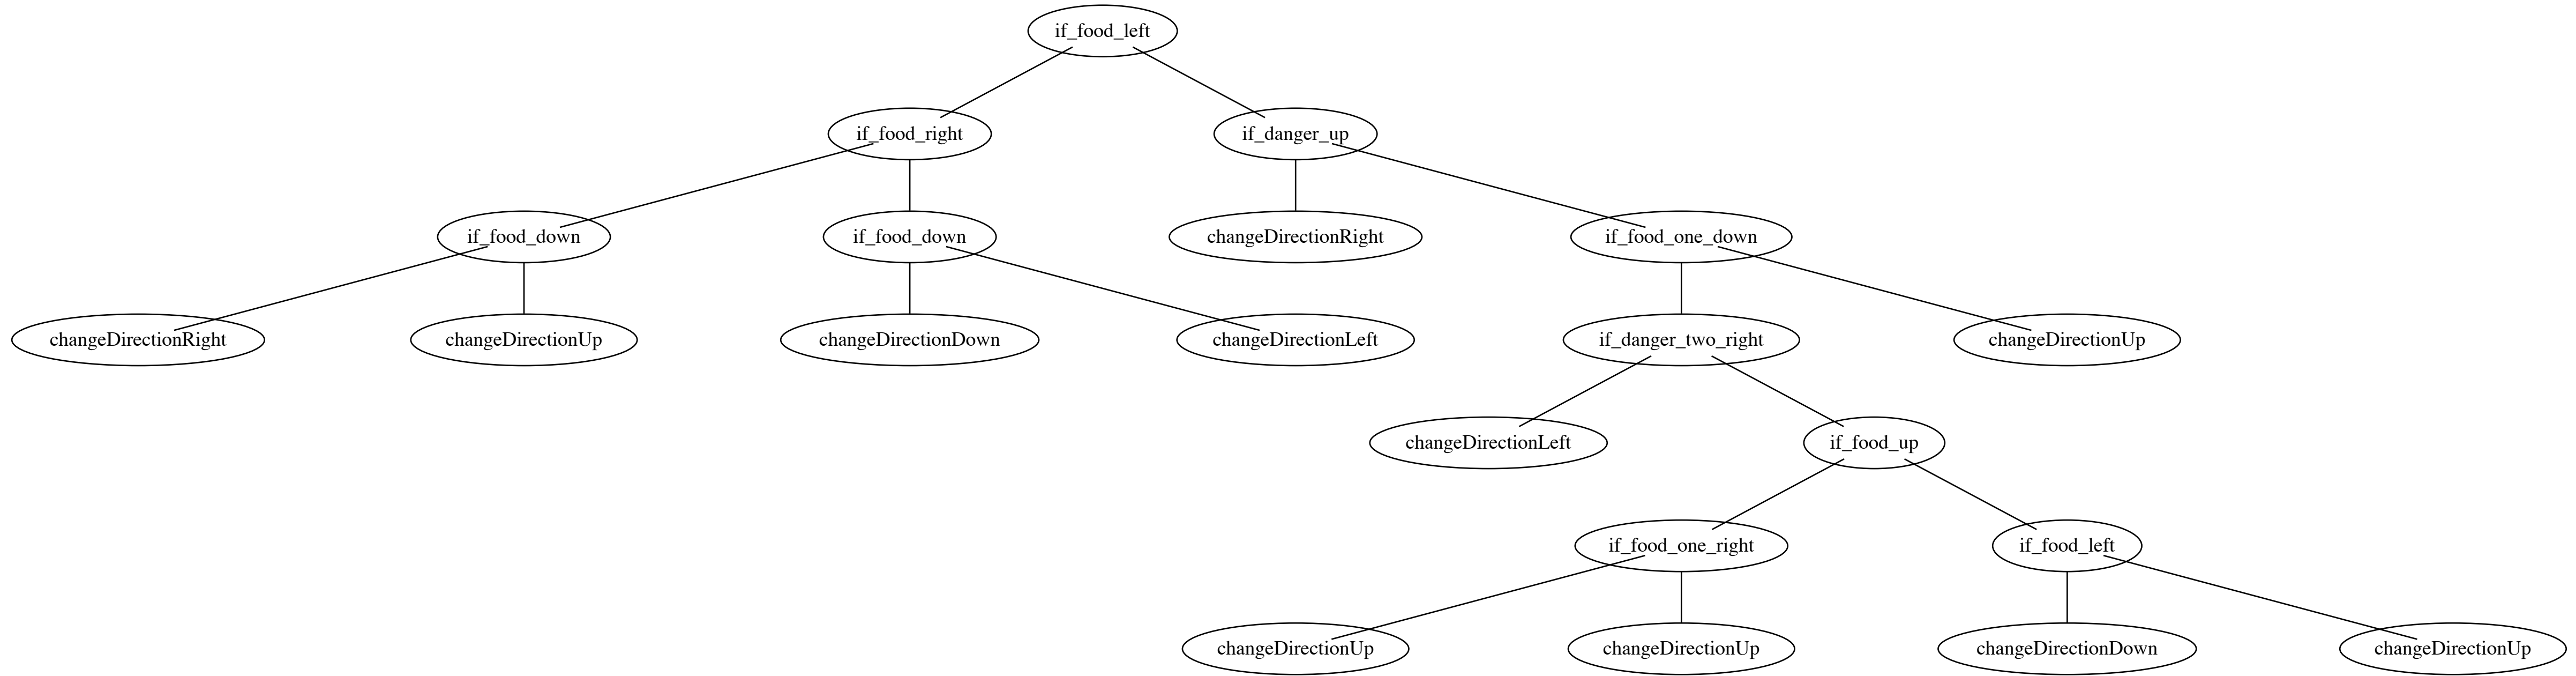 if_food_left
if_food_right
if_danger_up
if_food_down
if_food_down
changeDirectionRight
if_food_one_down
changeDirectionRight
changeDirectionUp
changeDirectionDown
changeDirectionLeft
if_danger_two_right
changeDirectionUp
changeDirectionLeft
if_food_up
if_food_one_right
if_food_left
changeDirectionUp
changeDirectionUp
changeDirectionDown
changeDirectionUp